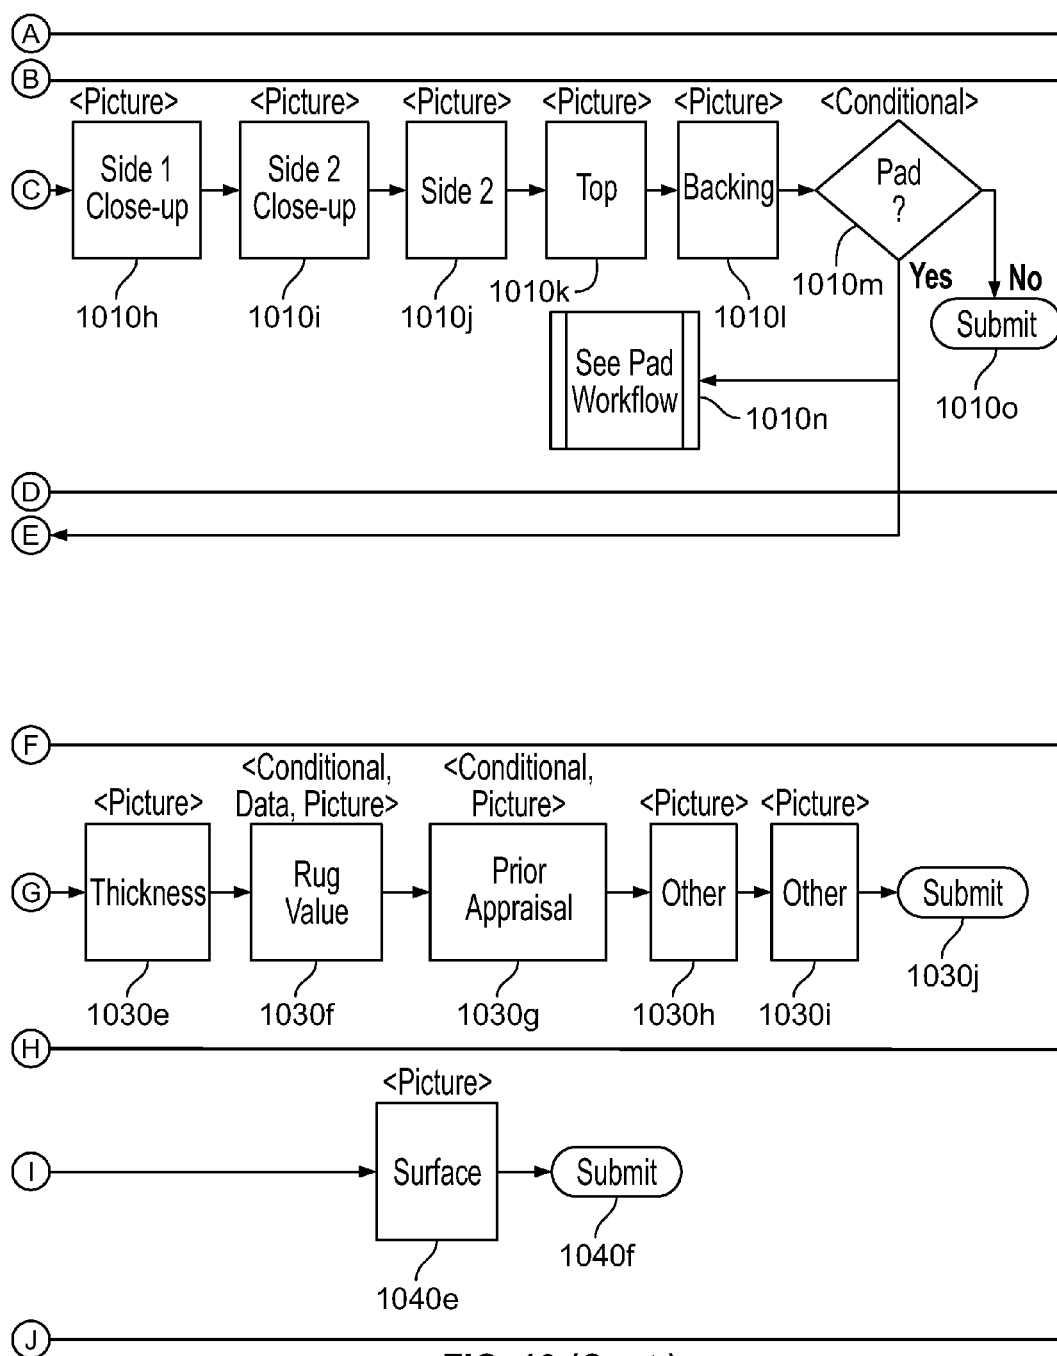 A
B
<Picture> <Picture> <Picture> <Picture> <Picture> <Conditional>
C
Side 1
Close-up
Side 2
Close-up
Side 2
Top
Backing
Pad
?
1010h
1010i
1010j
1010k
1010l
1010m
Yes
No
Submit
1010o
See Pad
Workflow
1010n
D
E
F
<Picture>
<Conditional,
Data, Picture>
<Conditional,
Picture>
<Picture> <Picture>
G
Thickness
Rug
Value
Prior
Appraisal
Other
Other
Submit
1030e
1030f
1030g
1030h
1030i
1030j
H
<Picture>
I
Surface
Submit
1040e
1040f
J